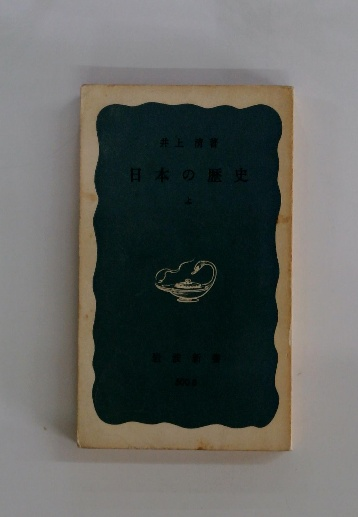 井上清著
日本の歴史
上
岩波新書